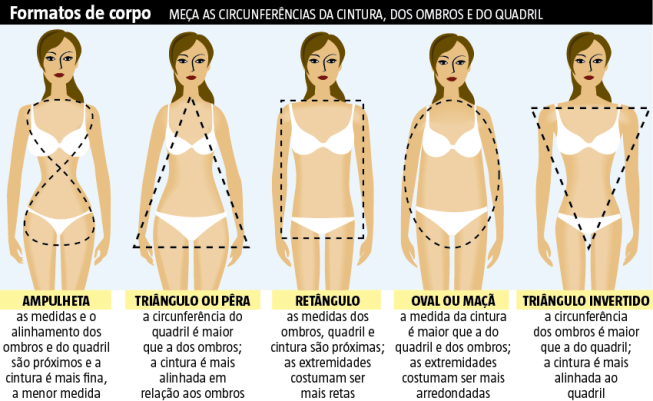 Formatos de corpo MEÇA AS CIRCUNFERÊNCIAS DA CINTURA, DOS OMBROS E DO QUADRIL
AMPULHETA
as medidas e o
alinhamento dos
ombros e do quadril
são próximos e a
cintura é mais fina,
a menor medida
TRIÂNGULO OU PÊRA
a circunferência do
quadril é maior
que a dos ombros;
a cintura é mais
alinhada em
relação aos ombros
RETÂNGULO
as medidas dos
ombros, quadril e
cintura são próximas;
as extremidades
costumam ser
mais retas
OVAL OU MAÇÃ
a medida da cintura
é maior que a do
quadril e dos ombros;
as extremidades
costumam ser mais
arredondadas
TRIÂNGULO INVERTIDO
a circunferência
dos ombros é maior
que a do quadril;
a cintura é mais
alinhada ao
quadril